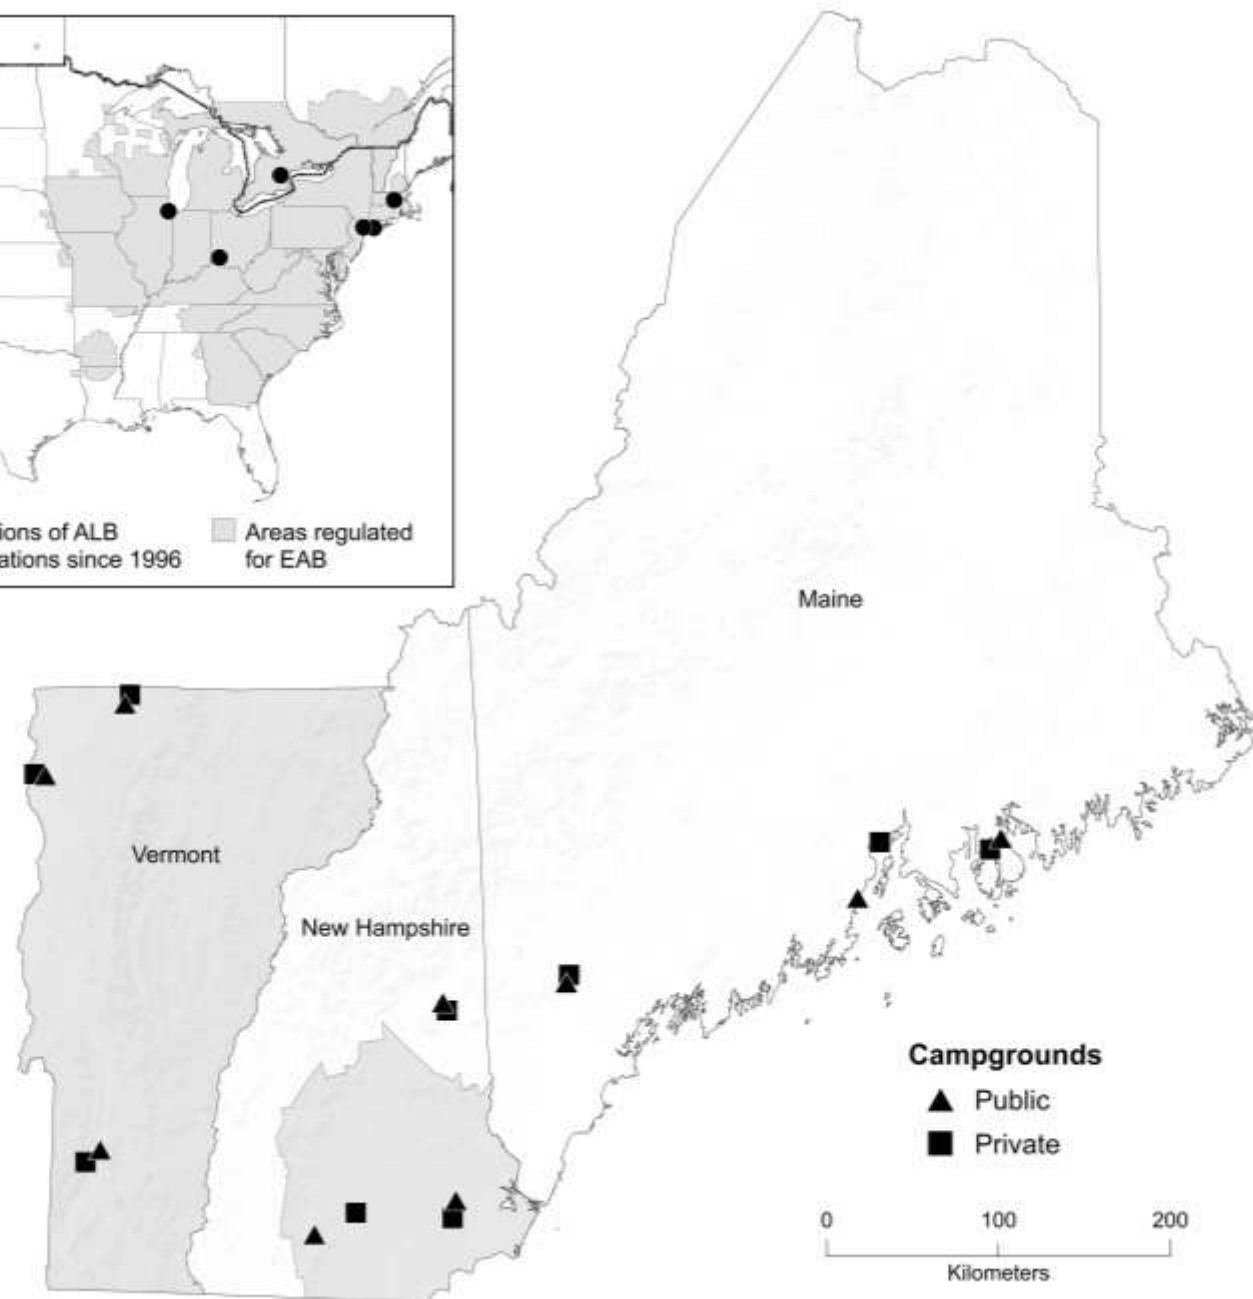 ions of ALB
ations since 1996
Areas regulated
for EAB
Maine
Vermont
New Hampshire
Campgrounds
Public
Private
0 100 200
Kilometers